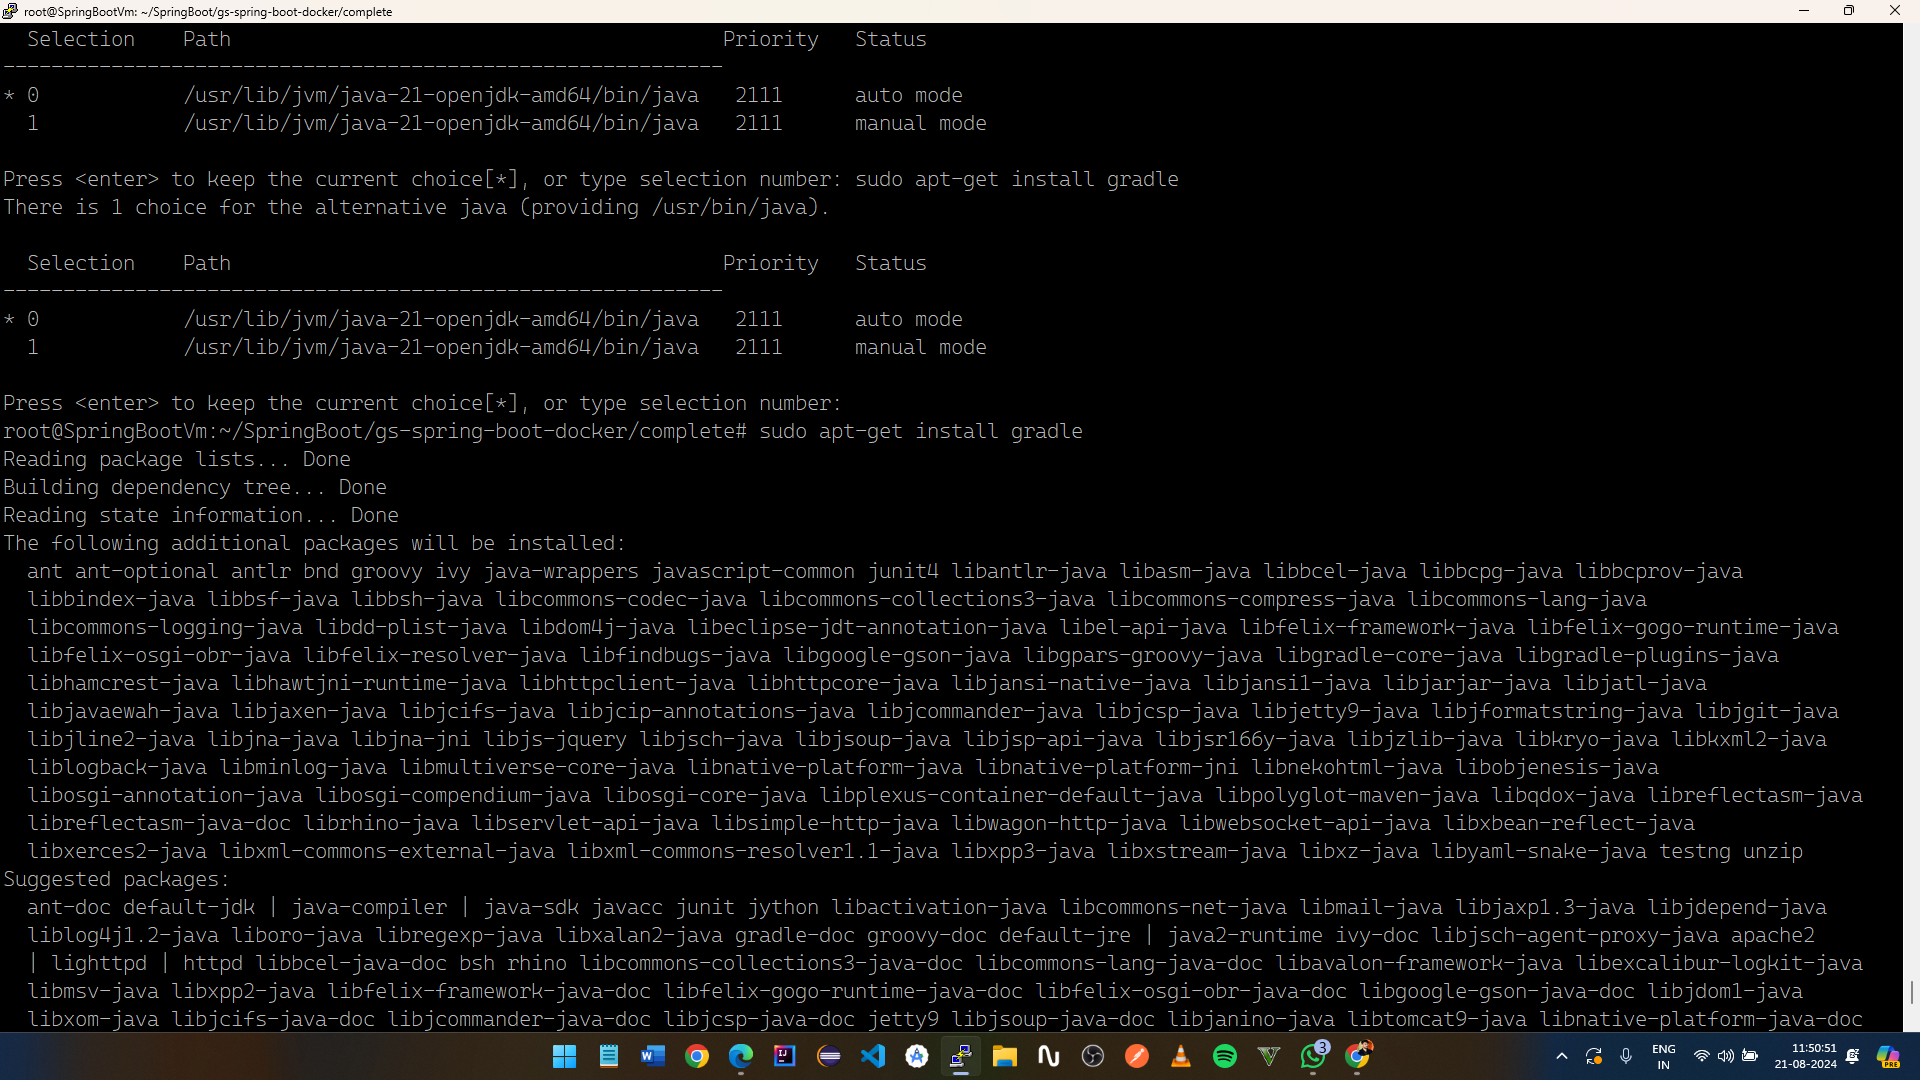 root@SpringBootVm: ~/SpringBoot/gs-spring-boot-docker/complete
  Selection    Path                                         Priority   Status
------------------------------------------------------------
* 0            /usr/lib/jvm/java-21-openjdk-amd64/bin/java   2111      auto mode
  1            /usr/lib/jvm/java-21-openjdk-amd64/bin/java   2111      manual mode
Press <enter> to keep the current choice[*], or type selection number: sudo apt-get install gradle
There is 1 choice for the alternative java (providing /usr/bin/java).
  Selection    Path                                         Priority   Status
------------------------------------------------------------
* 0            /usr/lib/jvm/java-21-openjdk-amd64/bin/java   2111      auto mode
  1            /usr/lib/jvm/java-21-openjdk-amd64/bin/java   2111      manual mode
Press <enter> to keep the current choice[*], or type selection number:
root@SpringBootVm:~/SpringBoot/gs-spring-boot-docker/complete# sudo apt-get install gradle
Reading package lists... Done
Building dependency tree... Done
Reading state information... Done
The following additional packages will be installed:
  ant ant-optional antlr bnd groovy ivy java-wrappers javascript-common junit4 libantlr-java libasm-java libbcel-java libbcpg-java libbcprov-java
  libbindex-java libbsf-java libbsh-java libcommons-codec-java libcommons-collections3-java libcommons-compress-java libcommons-lang-java
  libcommons-logging-java libdd-plist-java libdom4j-java libeclipse-jdt-annotation-java libel-api-java libfelix-framework-java libfelix-gogo-runtime-java
  libfelix-osgi-obr-java libfelix-resolver-java libfindbugs-java libgoogle-gson-java libgpars-groovy-java libgradle-core-java libgradle-plugins-java
  libhamcrest-java libhawtjni-runtime-java libhttpclient-java libhttpcore-java libjansi-native-java libjansi1-java libjarjar-java libjatl-java
  libjavaewah-java libjaxen-java libjcifs-java libjcip-annotations-java libjcommander-java libjcsp-java libjetty9-java libjformatstring-java libjgit-java
  libjline2-java libjna-java libjna-jni libjs-jquery libjsch-java libjsoup-java libjsp-api-java libjsr166y-java libjzlib-java libkryo-java libkxml2-java
  liblogback-java libminlog-java libmultiverse-core-java libnative-platform-java libnative-platform-jni libnekohtml-java libobjenesis-java
  libosgi-annotation-java libosgi-compendium-java libosgi-core-java libplexus-container-default-java libpolyglot-maven-java libqdox-java libreflectasm-java
  libreflectasm-java-doc librhino-java libservlet-api-java libsimple-http-java libwagon-http-java libwebsocket-api-java libxbean-reflect-java
  libxerces2-java libxml-commons-external-java libxml-commons-resolver1.1-java libxpp3-java libxstream-java libxz-java libyaml-snake-java testng unzip
Suggested packages:
  ant-doc default-jdk | java-compiler | java-sdk javacc junit jython libactivation-java libcommons-net-java libmail-java libjaxp1.3-java libjdepend-java
  liblog4j1.2-java liboro-java libregexp-java libxalan2-java gradle-doc groovy-doc default-jre | java2-runtime ivy-doc libjsch-agent-proxy-java apache2
  | lighttpd | httpd libbcel-java-doc bsh rhino libcommons-collections3-java-doc libcommons-lang-java-doc libavalon-framework-java libexcalibur-logkit-java
  libmsv-java libxpp2-java libfelix-framework-java-doc libfelix-gogo-runtime-java-doc libfelix-osgi-obr-java-doc libgoogle-gson-java-doc libjdom1-java
  libxom-java libjcifs-java-doc libjcommander-java-doc libjcsp-java-doc jetty9 libjsoup-java-doc libjanino-java libtomcat9-java libnative-platform-java-doc
3
ENG
IN
11:50:51
21-08-2024
PRE